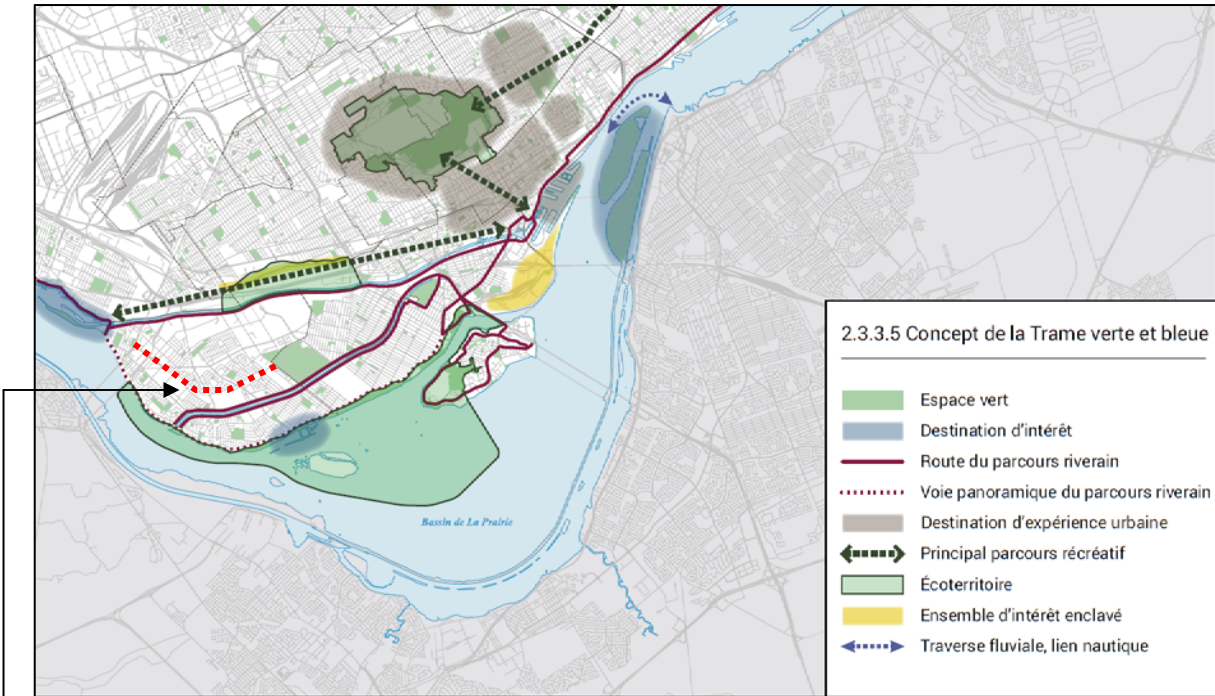 2.3.3.5 Concept de la Trame verte et bleue
Espace vert
Destination d'intérêt
Route du parcours riverain
Voie panoramique du parcours riverain
Destination d'expérience urbaine
Principal parcours récréatif
Écoterritoire
Ensemble d'intérêt enclavé
Traverse fluviale, lien nautique
Bassin de La Prairie